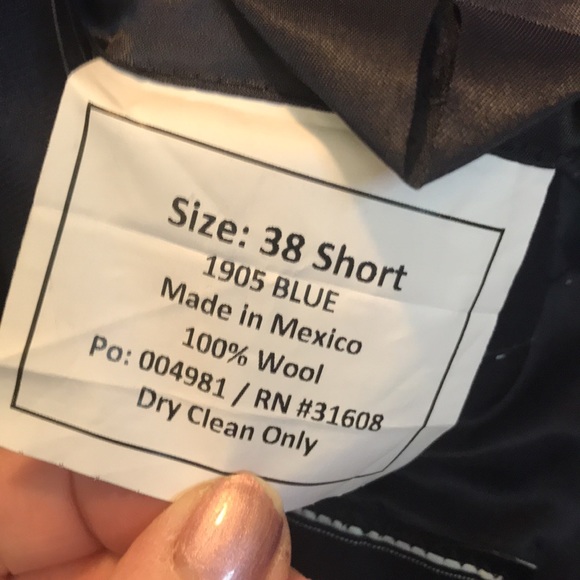 Size: 38 Short
1905 BLUE
Made in Mexico
100% Wool
Po: 004981 / RN #31608
Dry Clean Only